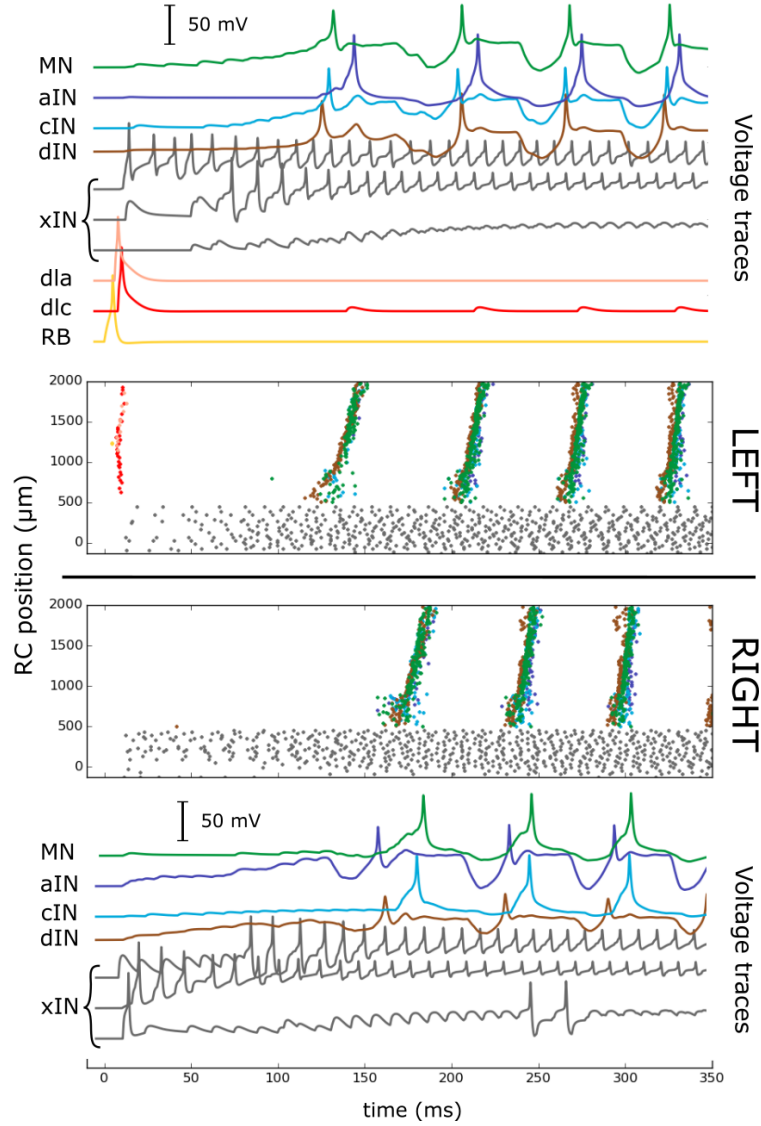 50 mV
MN
aIN
cIN
dIN
xIN
dla
dlc
RB
Voltage traces
2000
1500
1000
500
0
LEFT
RC position (µm)
2000
1500
1000
500
0
RIGHT
50 mV
MN
aIN
cIN
dIN
xIN
Voltage traces
0 50 100 150 200 250 300 350
time (ms)